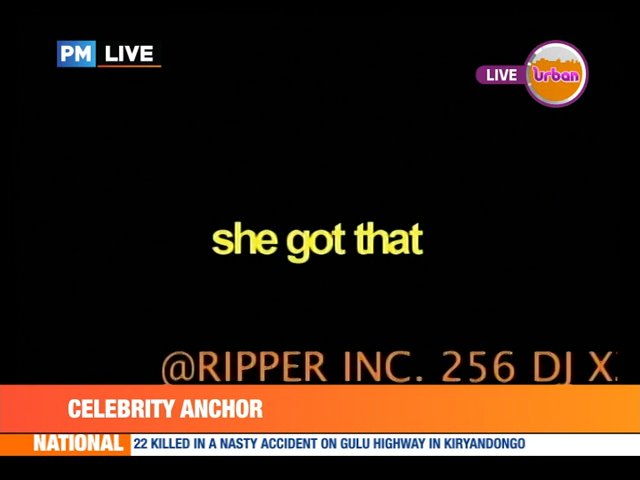 PM LIVE
LIVE urban
she got that
@RIPPER INC. 256 DJ X
CELEBRITY ANCHOR
NATIONAL 22 KILLED IN A NASTY ACCIDENT ON GULU HIGHWAY IN KIRYANDONGO